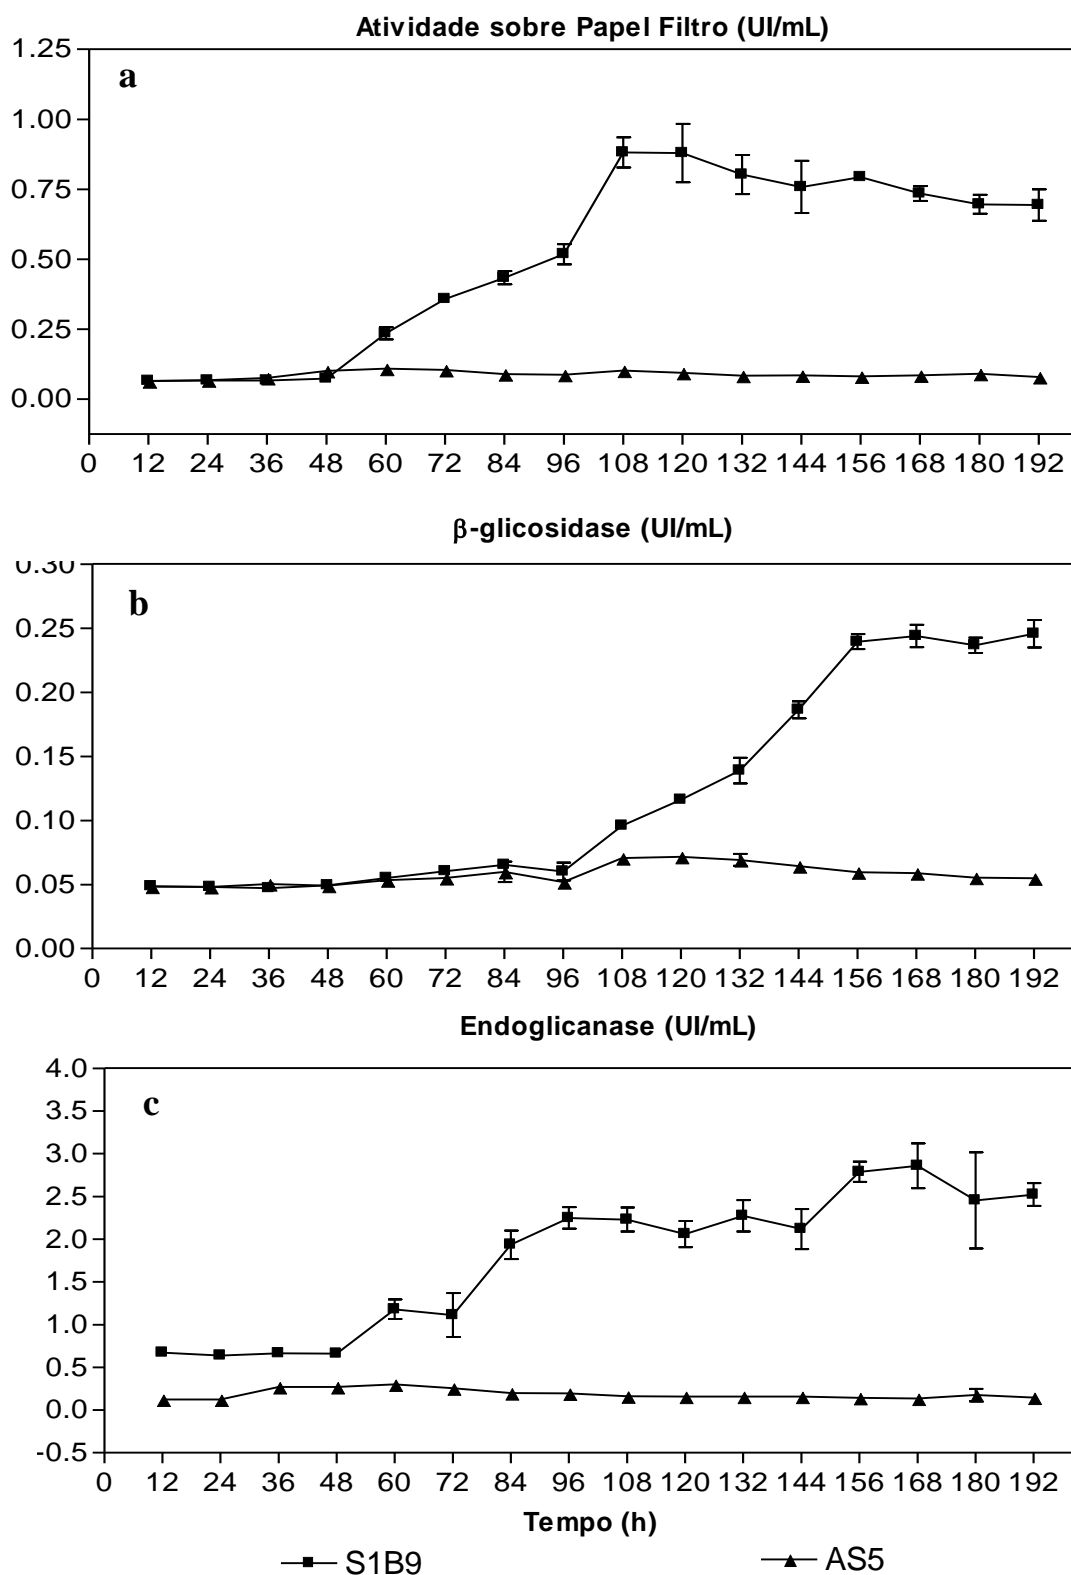 Atividade sobre Papel Filtro (UI/mL)
1.25
a
1.00
0.75
0.50
0.25
0.00
0 12 24 36 48 60 72 84 96 108 120 132 144 156 168 180 192
β-glicosidase (UI/mL)
0.30
b
0.25
0.20
0.15
0.10
0.05
0.00
0 12 24 36 48 60 72 84 96 108 120 132 144 156 168 180 192
Endoglicanase (UI/mL)
4.0
c
3.5
3.0
2.5
2.0
1.5
1.0
0.5
0.0
-0.5
0 12 24 36 48 60 72 84 96 108 120 132 144 156 168 180 192
Tempo (h)
S1B9 AS5